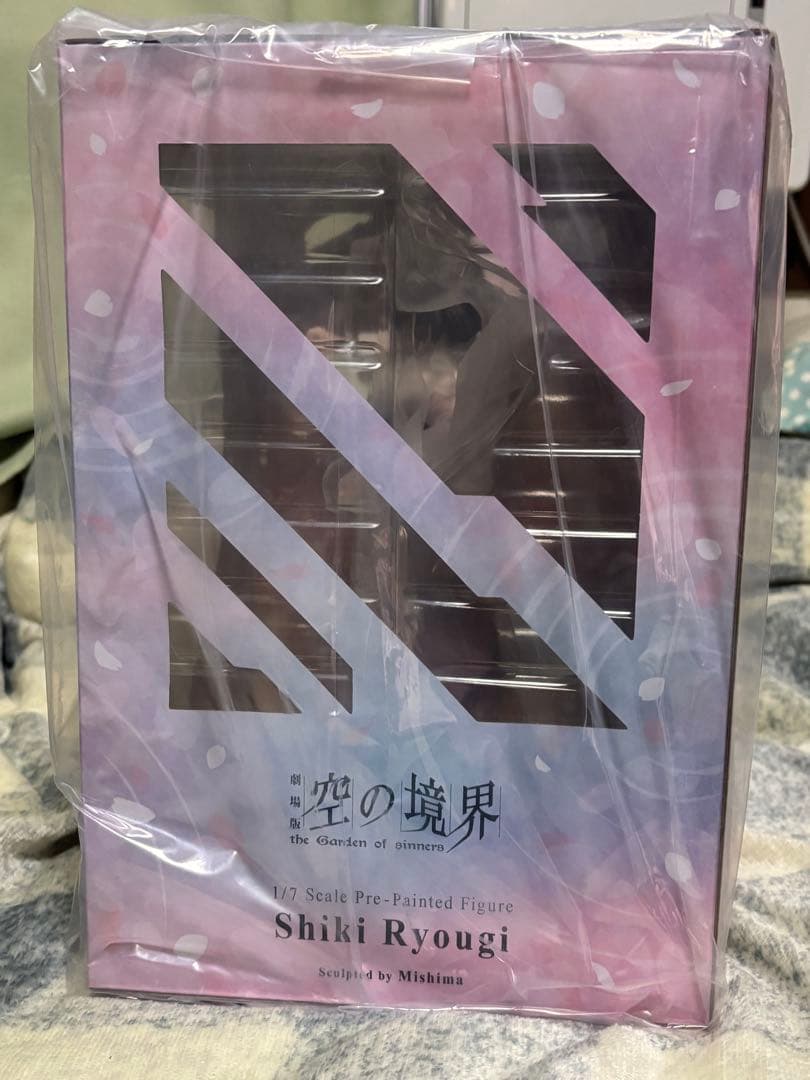 劇場版 空の境界
the Garden of sinners
1/7 Scale Pre-Painted Figure
Shiki Ryougi
Sculpted by Mishima